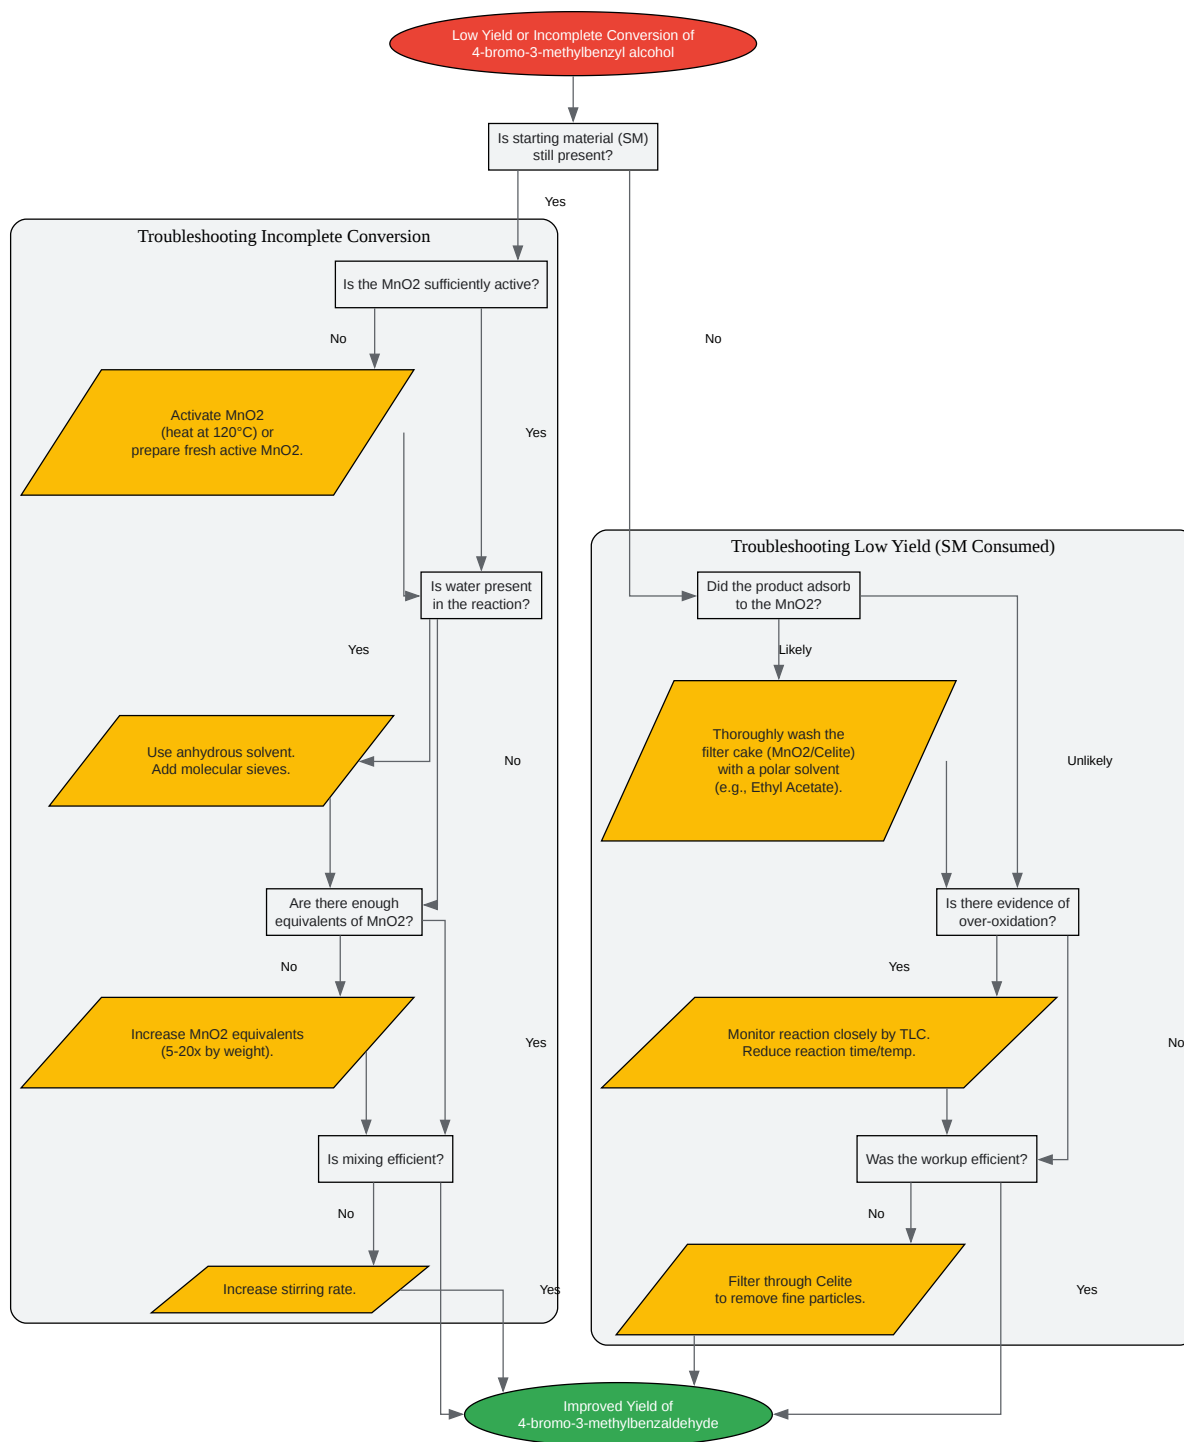 Low Yield or Incomplete Conversion of
4-bromo-3-methylbenzyl alcohol
Is starting material (SM)
still present?
Yes
No
Troubleshooting Incomplete Conversion
Is the MnO2 sufficiently active?
No
Yes
Activate MnO2
(heat at 120°C) or
prepare fresh active MnO2.
Is water present
in the reaction?
Yes
No
Use anhydrous solvent.
Add molecular sieves.
Are there enough
equivalents of MnO2?
No
Yes
Increase MnO2 equivalents
(5-20x by weight).
Is mixing efficient?
No
Yes
Increase stirring rate.
Troubleshooting Low Yield (SM Consumed)
Did the product adsorb
to the MnO2?
Likely
Unlikely
Thoroughly wash the
filter cake (MnO2/Celite)
with a polar solvent
(e.g., Ethyl Acetate).
Is there evidence of
over-oxidation?
Yes
No
Monitor reaction closely by TLC.
Reduce reaction time/temp.
Was the workup efficient?
No
Yes
Filter through Celite
to remove fine particles.
Improved Yield of
4-bromo-3-methylbenzaldehyde